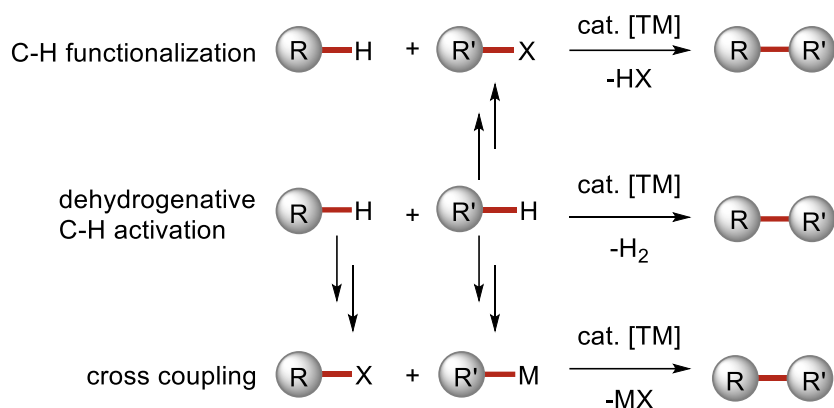 C-H functionalization R H + R' X cat. [TM] -HX R R'
dehydrogenative
C-H activation R H + R' H cat. [TM] -H2 R R'
cross coupling R X + R' M cat. [TM] -MX R R'